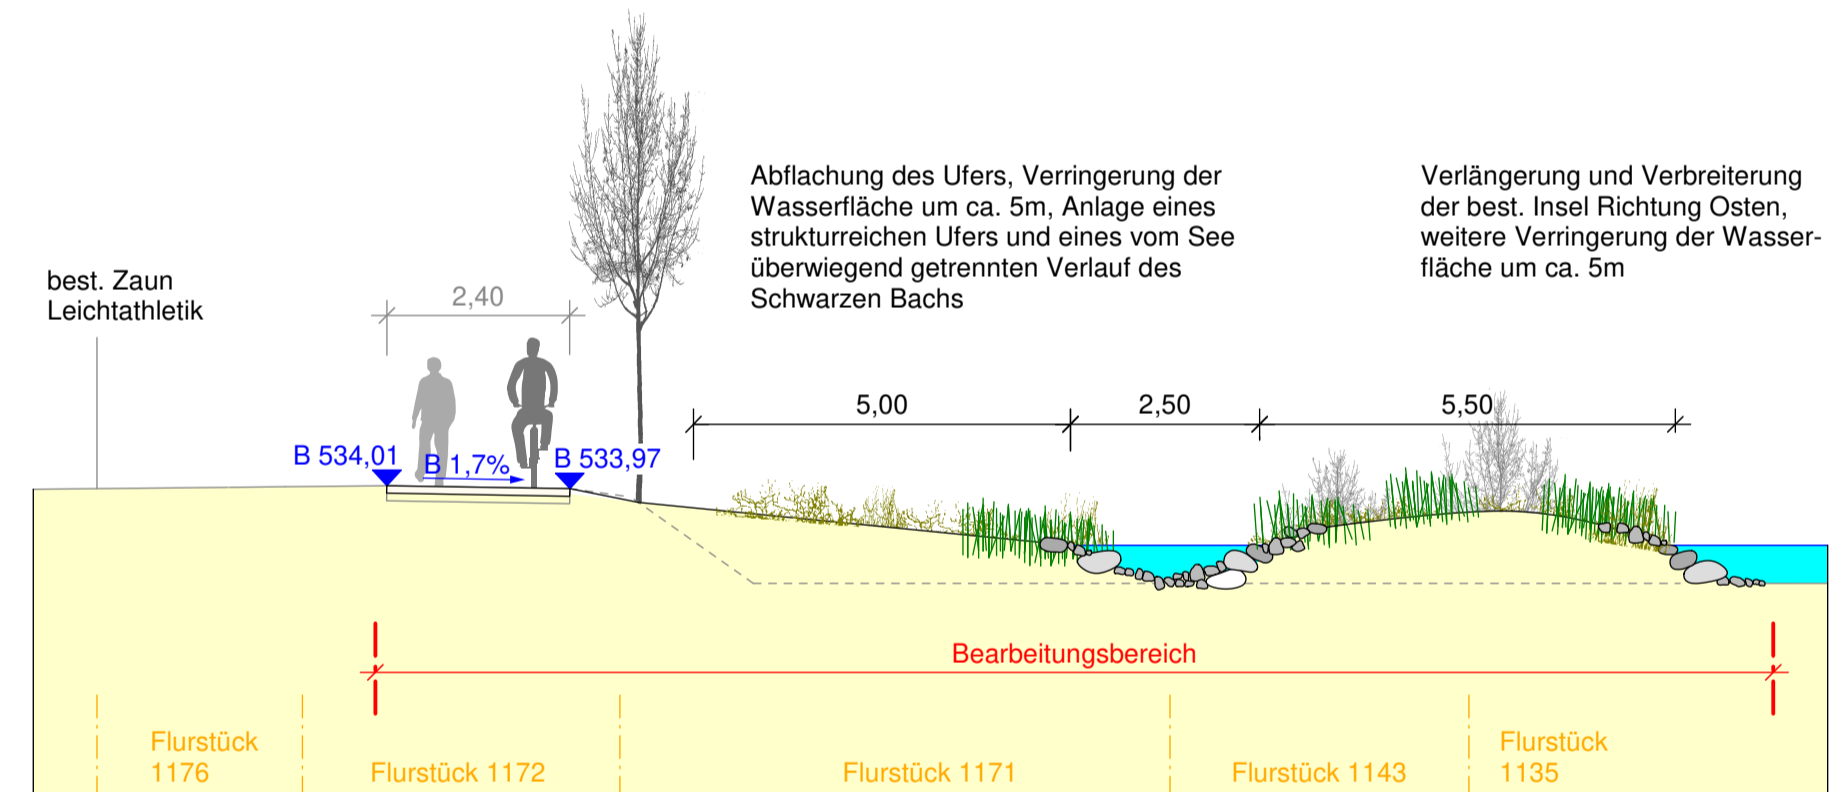 Abflachung des Ufers, Verringerung der
Wasserfläche um ca. 5m, Anlage eines
strukturreichen Ufers und eines vom See
überwiegend getrennten Verlauf des
Schwarzen Bachs
Verlängerung und Verbreiterung
der best. Insel Richtung Osten,
weitere Verringerung der Wasser-
fläche um ca. 5m
best. Zaun
Leichtathletik
2,40
5,00
2,50
5,50
B 534,01
B 1,7%
B 533,97
Bearbeitungsbereich
Flurstück
1176
Flurstück 1172
Flurstück 1171
Flurstück 1143
Flurstück
1135